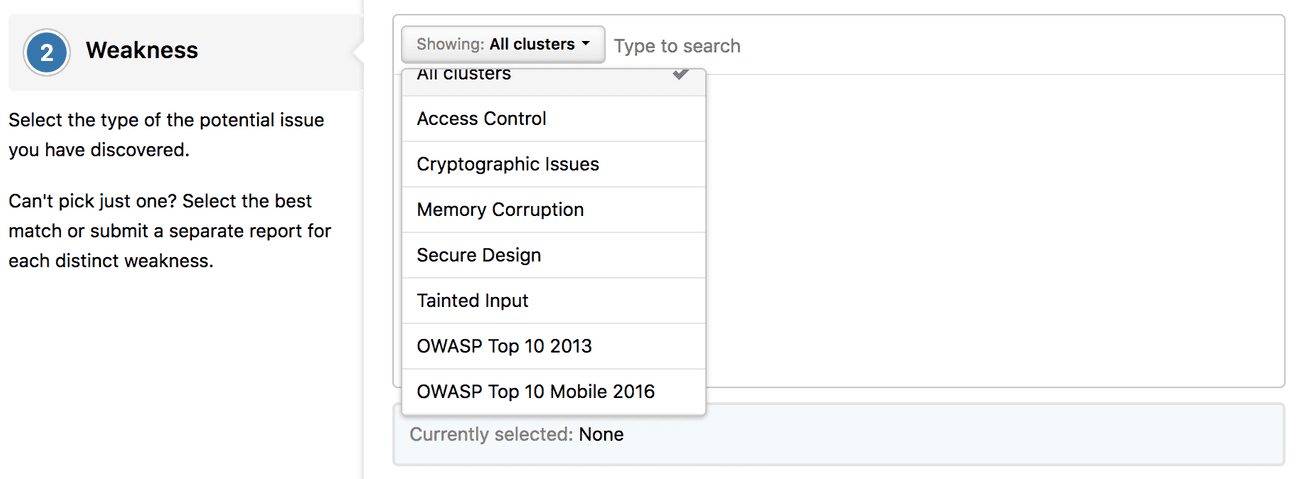 2 Weakness
Select the type of the potential issue
you have discovered.
Can't pick just one? Select the best
match or submit a separate report for
each distinct weakness.
Showing: All clusters Type to search
All clusters
Access Control
Cryptographic Issues
Memory Corruption
Secure Design
Tainted Input
OWASP Top 10 2013
OWASP Top 10 Mobile 2016
Currently selected: None